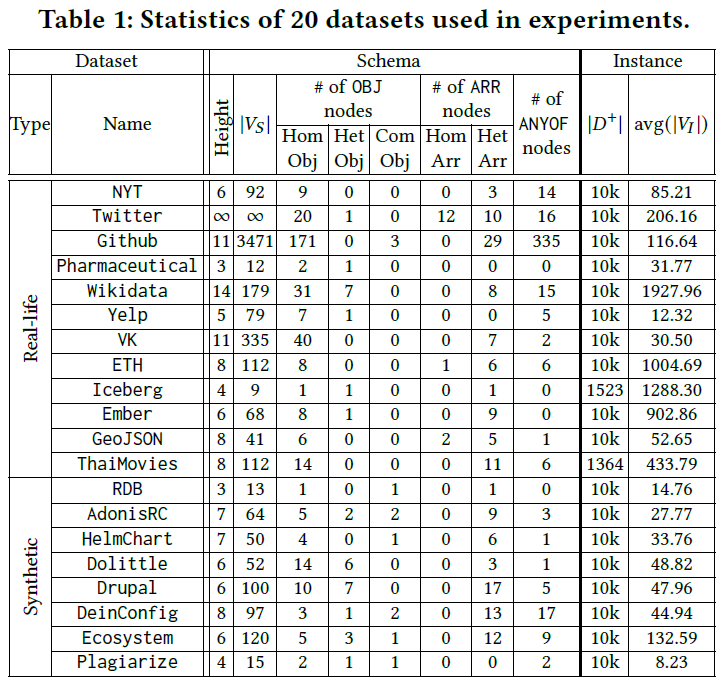 Table 1: Statistics of 20 datasets used in experiments.
Dataset Schema Instance
Type Name Height |V_S| # of OBJ nodes # of ARR nodes # of ANYOF nodes |D⁺| avg(|V_I|)
Hom Obj Het Obj Com Obj Hom Arr Het Arr
Real-life
NYT 6 92 9 0 0 0 3 14 10k 85.21
Twitter ∞ ∞ 20 1 0 12 10 16 10k 206.16
Github 11 3471 171 0 3 0 29 335 10k 116.64
Pharmaceutical 3 12 2 1 0 0 0 0 10k 31.77
Wikidata 14 179 31 7 0 0 8 15 10k 1927.96
Yelp 5 79 7 1 0 0 0 5 10k 12.32
VK 11 335 40 0 0 0 7 2 10k 30.50
ETH 8 112 8 0 0 1 6 6 10k 1004.69
Iceberg 4 9 1 1 0 0 1 0 1523 1288.30
Ember 6 68 8 1 0 0 9 0 10k 902.86
GeoJSON 8 41 6 0 0 2 5 1 10k 52.65
ThaiMovies 8 112 14 0 0 0 11 6 1364 433.79
Synthetic
RDB 3 13 1 0 1 0 1 0 10k 14.76
AdonisRC 7 64 5 2 2 0 9 3 10k 27.77
HelmChart 7 50 4 0 1 0 6 1 10k 33.76
Dolittle 6 52 14 6 0 0 3 1 10k 48.82
Drupal 6 100 10 7 0 0 17 5 10k 47.96
DeinConfig 8 97 3 1 2 0 13 17 10k 44.94
Ecosystem 6 120 5 3 1 0 12 9 10k 132.59
Plagiarize 4 15 2 1 1 0 0 2 10k 8.23